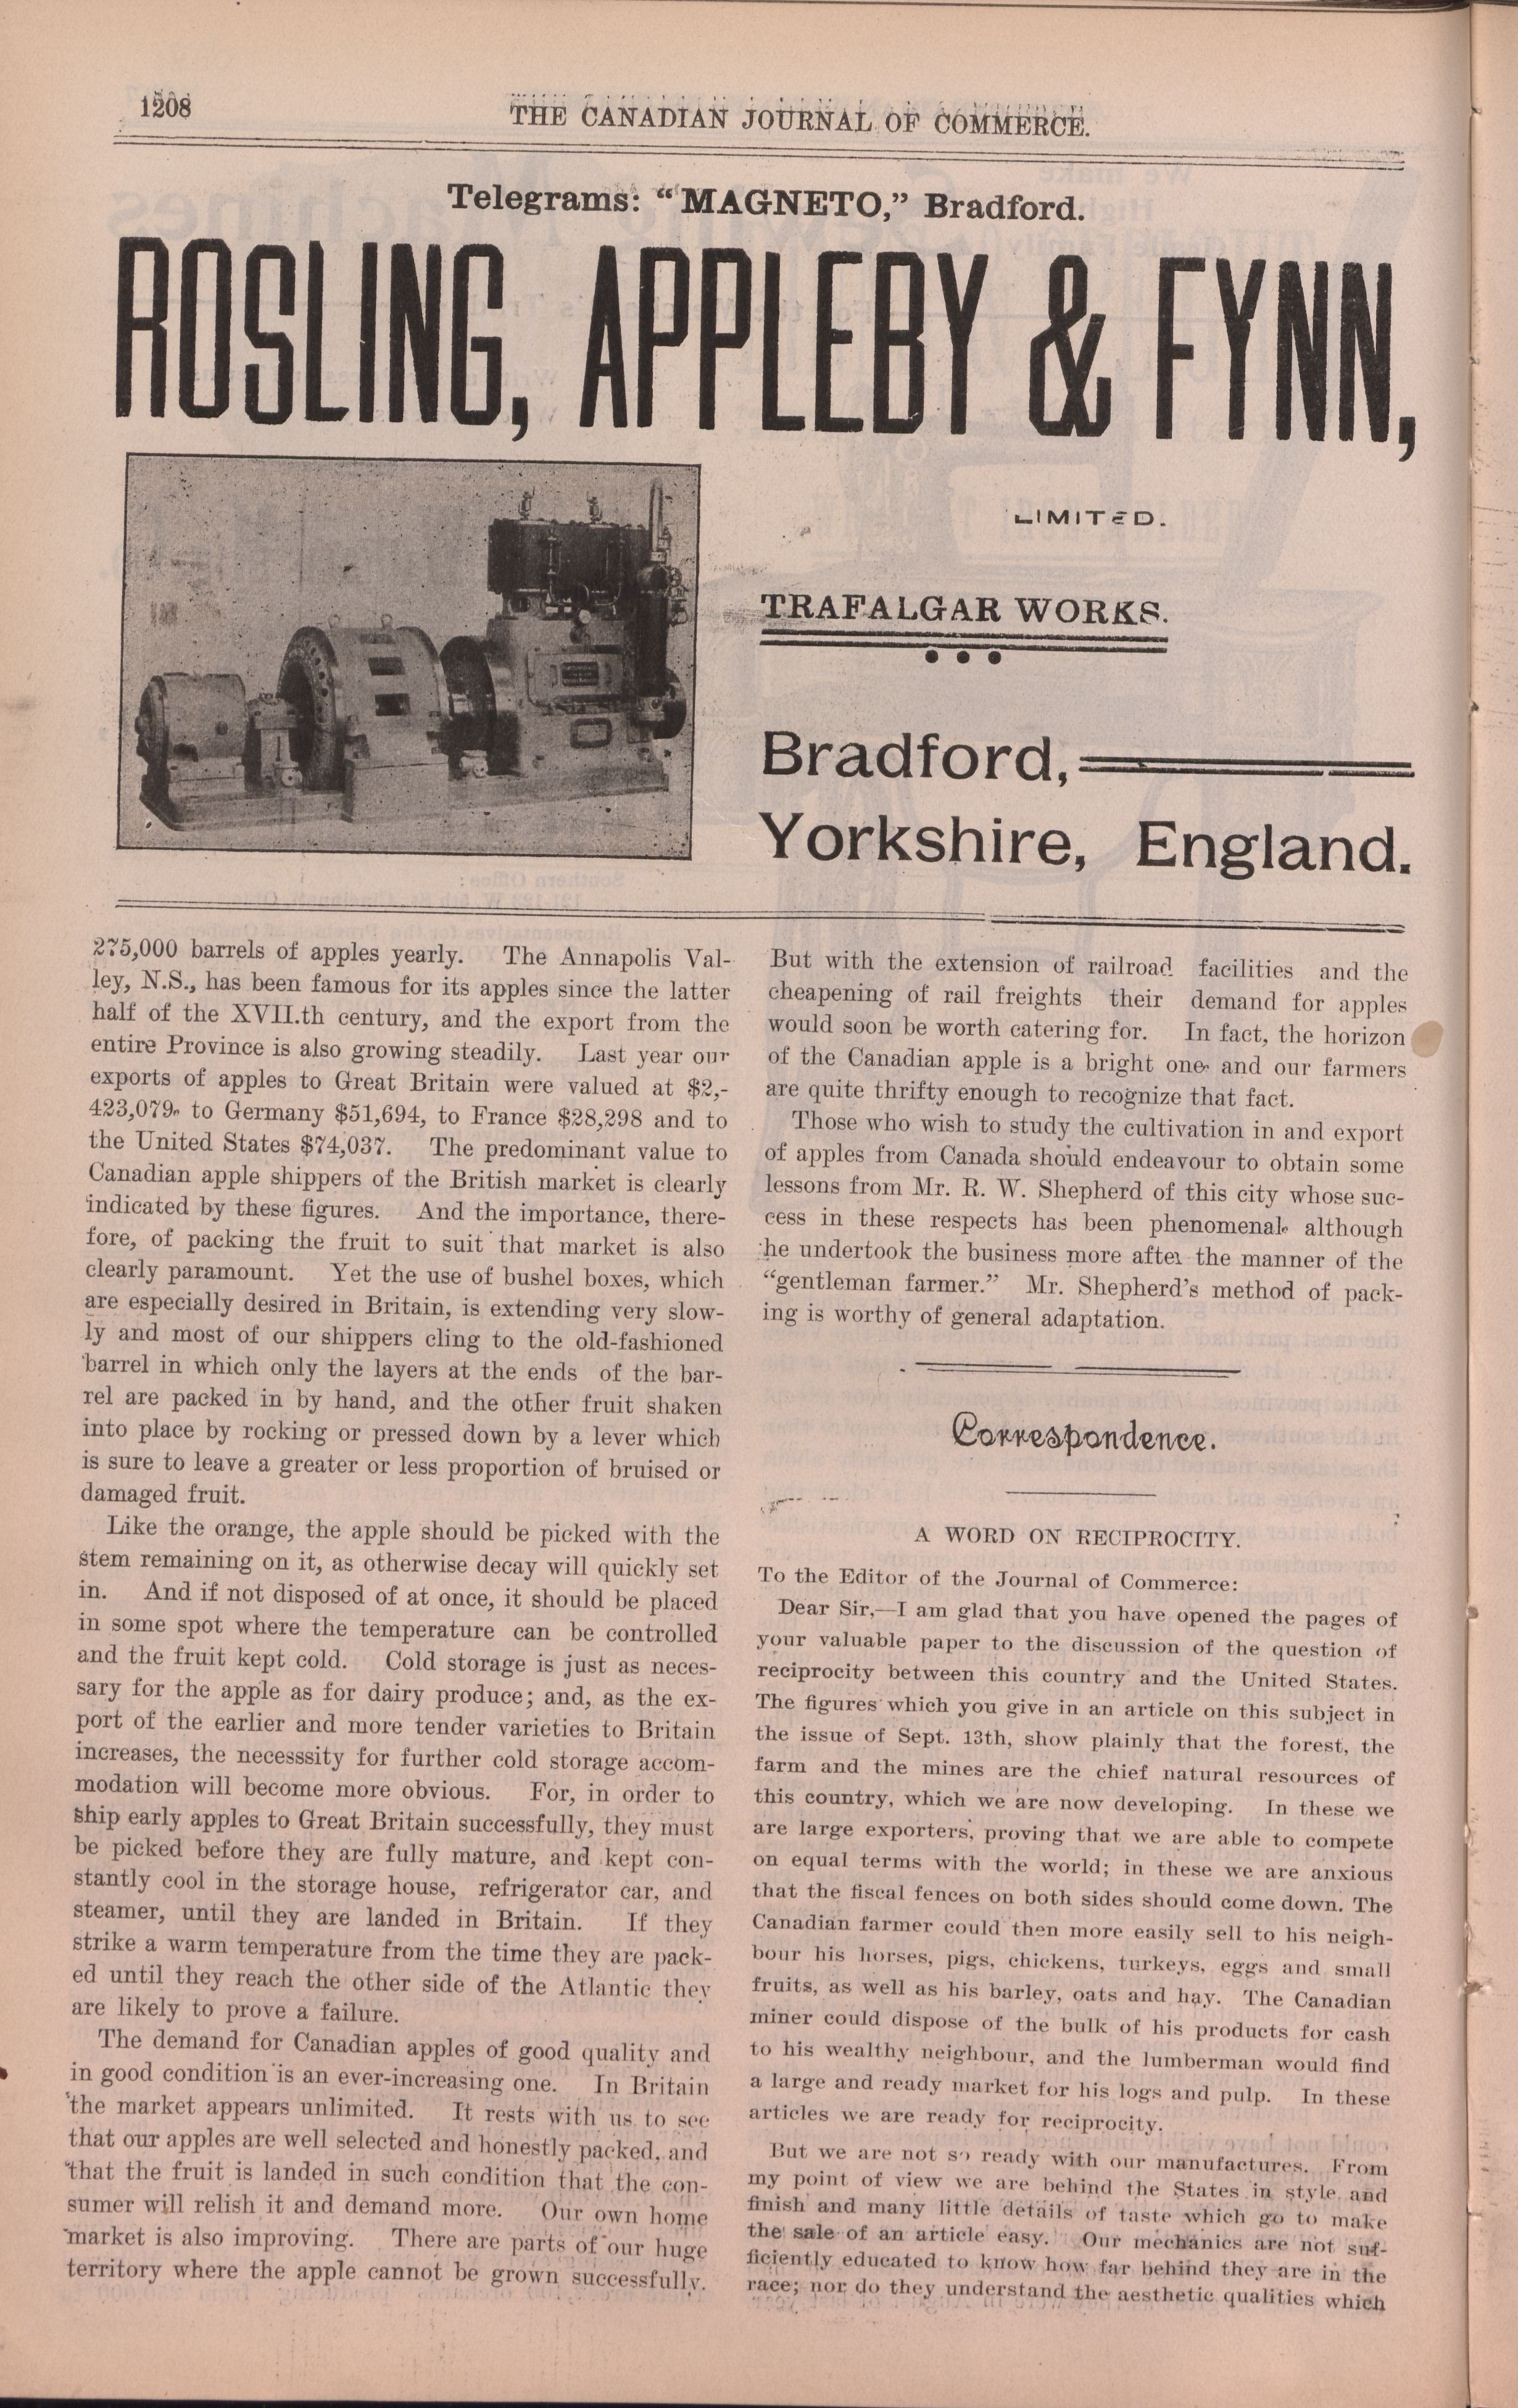 1208
THE CANADIAN JOURNAL OF COMMERCE.
Telegrams: "MAGNETO," Bradford.
ROSLING, APPLEBY & FYNN,
LIMITED.
TRAFALGAR WORKS.
Bradford,
Yorkshire, England.
275,000 barrels of apples yearly. The Annapolis Val-
ley, N.S., has been famous for its apples since the latter
half of the XVII.th century, and the export from the
entire Province is also growing steadily. Last year our
exports of apples to Great Britain were valued at $2,-
423,079, to Germany $51,694, to France $28,298 and to
the United States $74,037. The predominant value to
Canadian apple shippers of the British market is clearly
indicated by these figures. And the importance, there-
fore, of packing the fruit to suit that market is also
clearly paramount. Yet the use of bushel boxes, which
are especially desired in Britain, is extending very slow-
ly and most of our shippers cling to the old-fashioned
barrel in which only the layers at the ends of the bar-
rel are packed in by hand, and the other fruit shaken
into place by rocking or pressed down by a lever which
is sure to leave a greater or less proportion of bruised or
damaged fruit.
Like the orange, the apple should be picked with the
stem remaining on it, as otherwise decay will quickly set
in. And if not disposed of at once, it should be placed
in some spot where the temperature can be controlled
and the fruit kept cold. Cold storage is just as neces-
sary for the apple as for dairy produce; and, as the ex-
port of the earlier and more tender varieties to Britain
increases, the necesssity for further cold storage accom-
modation will become more obvious. For, in order to
ship early apples to Great Britain successfully, they must
be picked before they are fully mature, and kept con-
stantly cool in the storage house, refrigerator car, and
steamer, until they are landed in Britain. If they
strike a warm temperature from the time they are pack-
ed until they reach the other side of the Atlantic they
are likely to prove a failure.
The demand for Canadian apples of good quality and
in good condition is an ever-increasing one. In Britain
the market appears unlimited. It rests with us to see
that our apples are well selected and honestly packed, and
that the fruit is landed in such condition that the con-
sumer will relish it and demand more. Our own home
market is also improving. There are parts of our huge
territory where the apple cannot be grown successfully.
But with the extension of railroad facilities and the
cheapening of rail freights their demand for apples
would soon be worth catering for. In fact, the horizon
of the Canadian apple is a bright one and our farmers
are quite thrifty enough to recognize that fact.
Those who wish to study the cultivation in and export
of apples from Canada should endeavour to obtain some
lessons from Mr. R. W. Shepherd of this city whose suc-
cess in these respects has been phenomenal, although
he undertook the business more after the manner of the
"gentleman farmer." Mr. Shepherd's method of pack-
ing is worthy of general adaptation.
Correspondence.
A WORD ON RECIPROCITY.
To the Editor of the Journal of Commerce:
Dear Sir,—I am glad that you have opened the pages of
your valuable paper to the discussion of the question of
reciprocity between this country and the United States.
The figures which you give in an article on this subject in
the issue of Sept. 13th, show plainly that the forest, the
farm and the mines are the chief natural resources of
this country, which we are now developing. In these we
are large exporters, proving that we are able to compete
on equal terms with the world; in these we are anxious
that the fiscal fences on both sides should come down. The
Canadian farmer could then more easily sell to his neigh-
bour his horses, pigs, chickens, turkeys, eggs and small
fruits, as well as his barley, oats and hay. The Canadian
miner could dispose of the bulk of his products for cash
to his wealthy neighbour, and the lumberman would find
a large and ready market for his logs and pulp. In these
articles we are ready for reciprocity.
But we are not so ready with our manufactures. From
my point of view we are behind the States in style and
finish and many little details of taste which go to make
the sale of an article easy. Our mechanics are not suf-
ficiently educated to know how far behind they are in the
race; nor do they understand the aesthetic qualities which